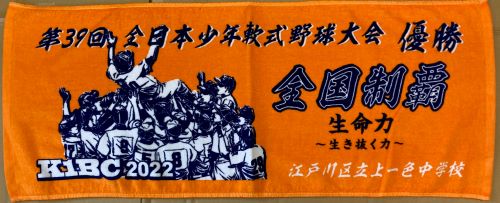 第39回 全日本少年軟式野球大会 優勝
全国制覇
生命力
～生き抜く力～
江戸川区立上一色中学校
KIBC 2022